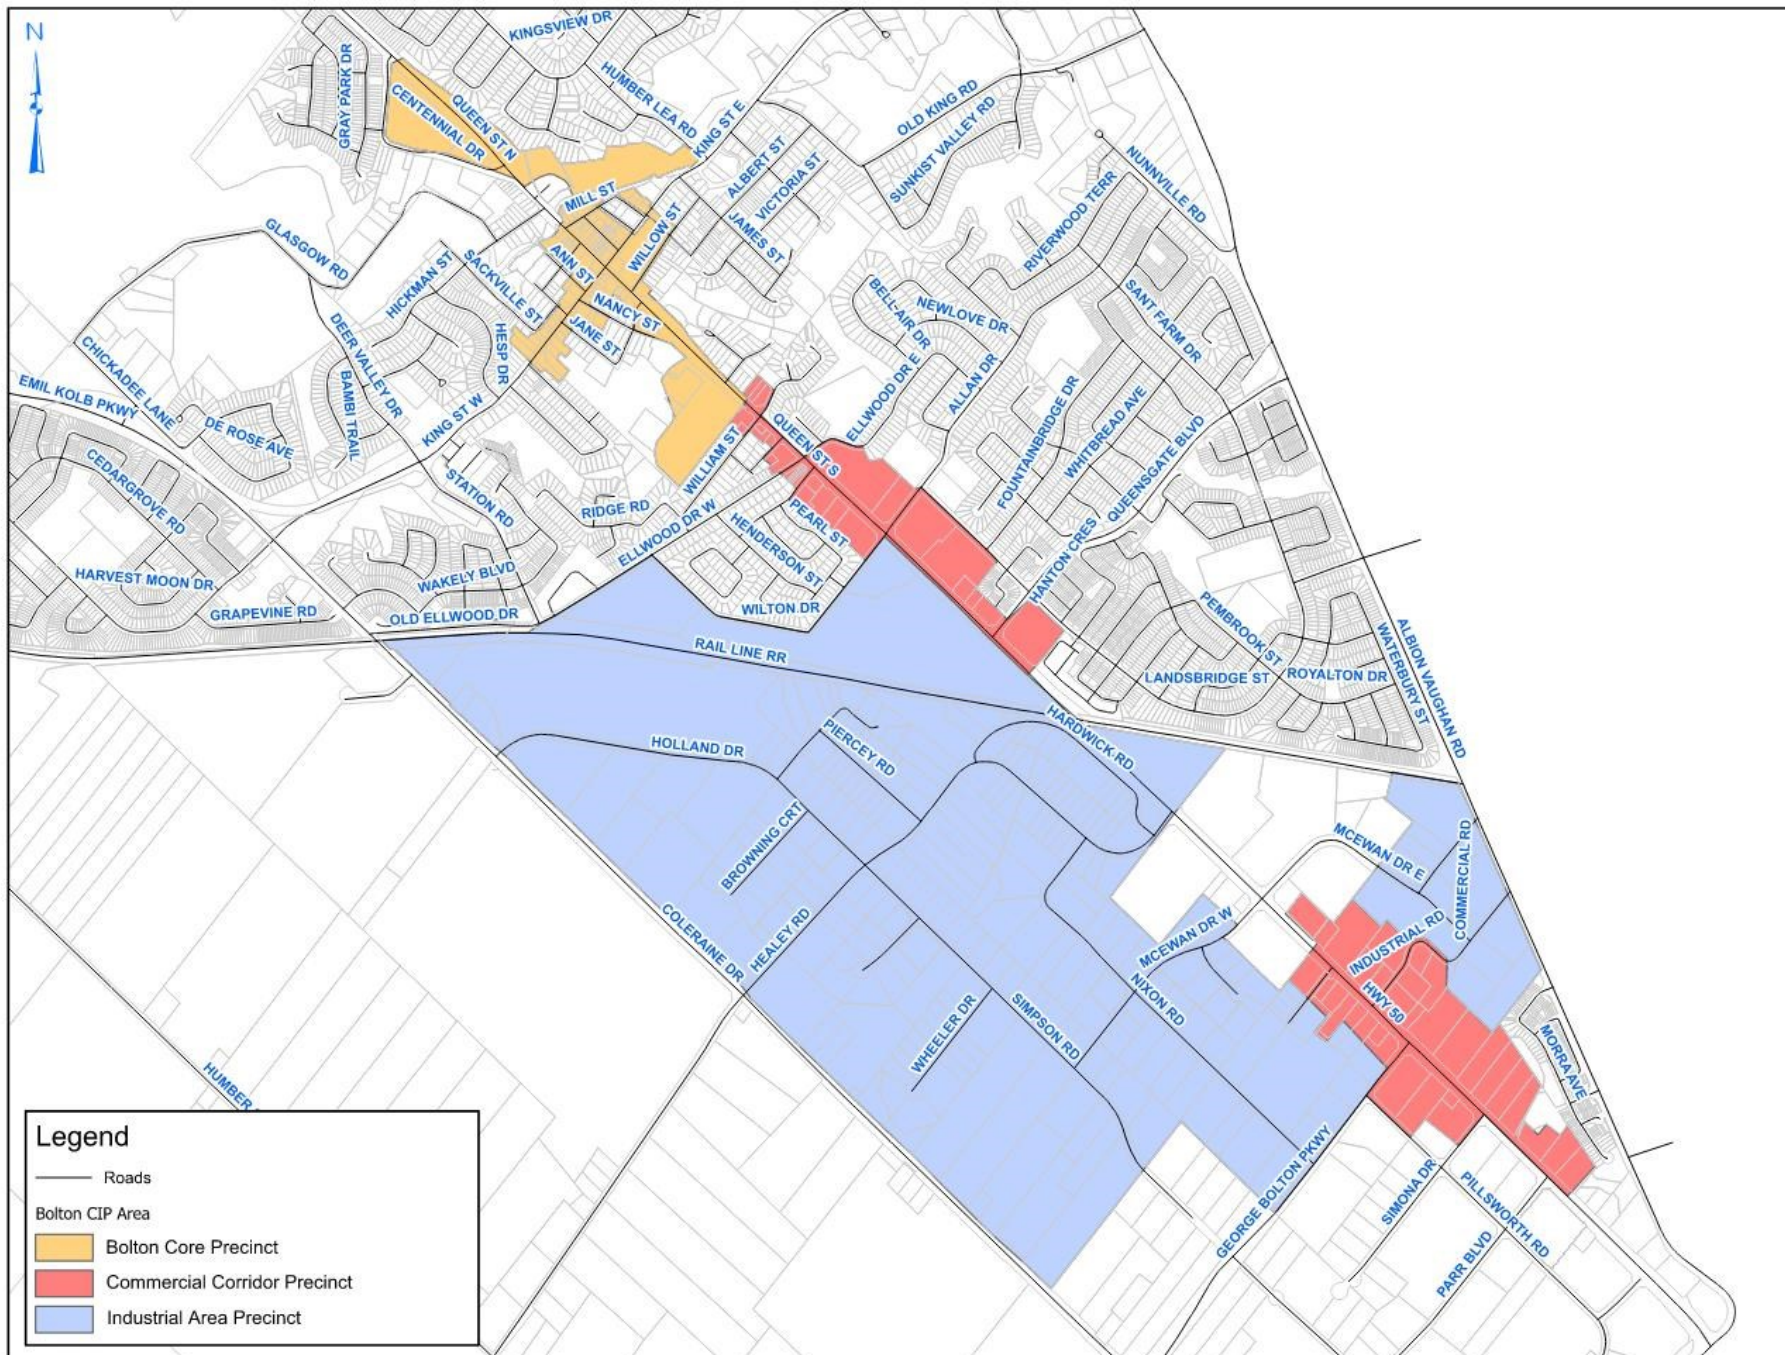 N
KINGSVIEW DR
GRAY PARK DR
CENTENNIAL DR
QUEEN ST N
HUMBER LEA RD
KING ST E
OLD KING RD
SUNKIST VALLEY RD
ALBERT ST
VICTORIA ST
JAMES ST
NUNNVILLE RD
RIVERWOOD TERR
MILL ST
WILLOW ST
ANN ST
GLASGOW RD
HICKMAN ST
SACKVILLE ST
NANCY ST
JANE ST
HESP DR
BELL-AIR DR
NEWLOVE DR
SANT FARM DR
DEER VALLEY DR
BAMBI TRAIL
CHICKADEE LANE
EMIL KOLB PKWY
DE ROSE AVE
KING ST W
ELLWOOD DR E
ALLAN DR
FOUNTAINBRIDGE DR
WHITBREAD AVE
QUEENSGATE BLVD
QUEEN ST S
WILLIAM ST
CEDARGROVE RD
STATION RD
RIDGE RD
ELLWOOD DR W
PEARL ST
HENDERSON ST
HANTON CRES
HARVEST MOON DR
WAKELY BLVD
GRAPEVINE RD
OLD ELLWOOD DR
WILTON DR
PEMBROOK ST
ALBION VAUGHAN RD
WATERBURY ST
RAIL LINE RR
LANDSBRIDGE ST
ROYALTON DR
HARDWICK RD
HOLLAND DR
PIERCEY RD
BROWNING CRT
MCEWAN DR E
COMMERCIAL RD
COLERAINE DR
HEALEY RD
MCEWAN DR W
INDUSTRIAL RD
HWY 50
NIXON RD
SIMPSON RD
WHEELER DR
MORRA AVE
HUMBER
GEORGE BOLTON PKWY
SIMONA DR
PILLSWORTH RD
PARR BLVD
Legend
Roads
Bolton CIP Area
Bolton Core Precinct
Commercial Corridor Precinct
Industrial Area Precinct